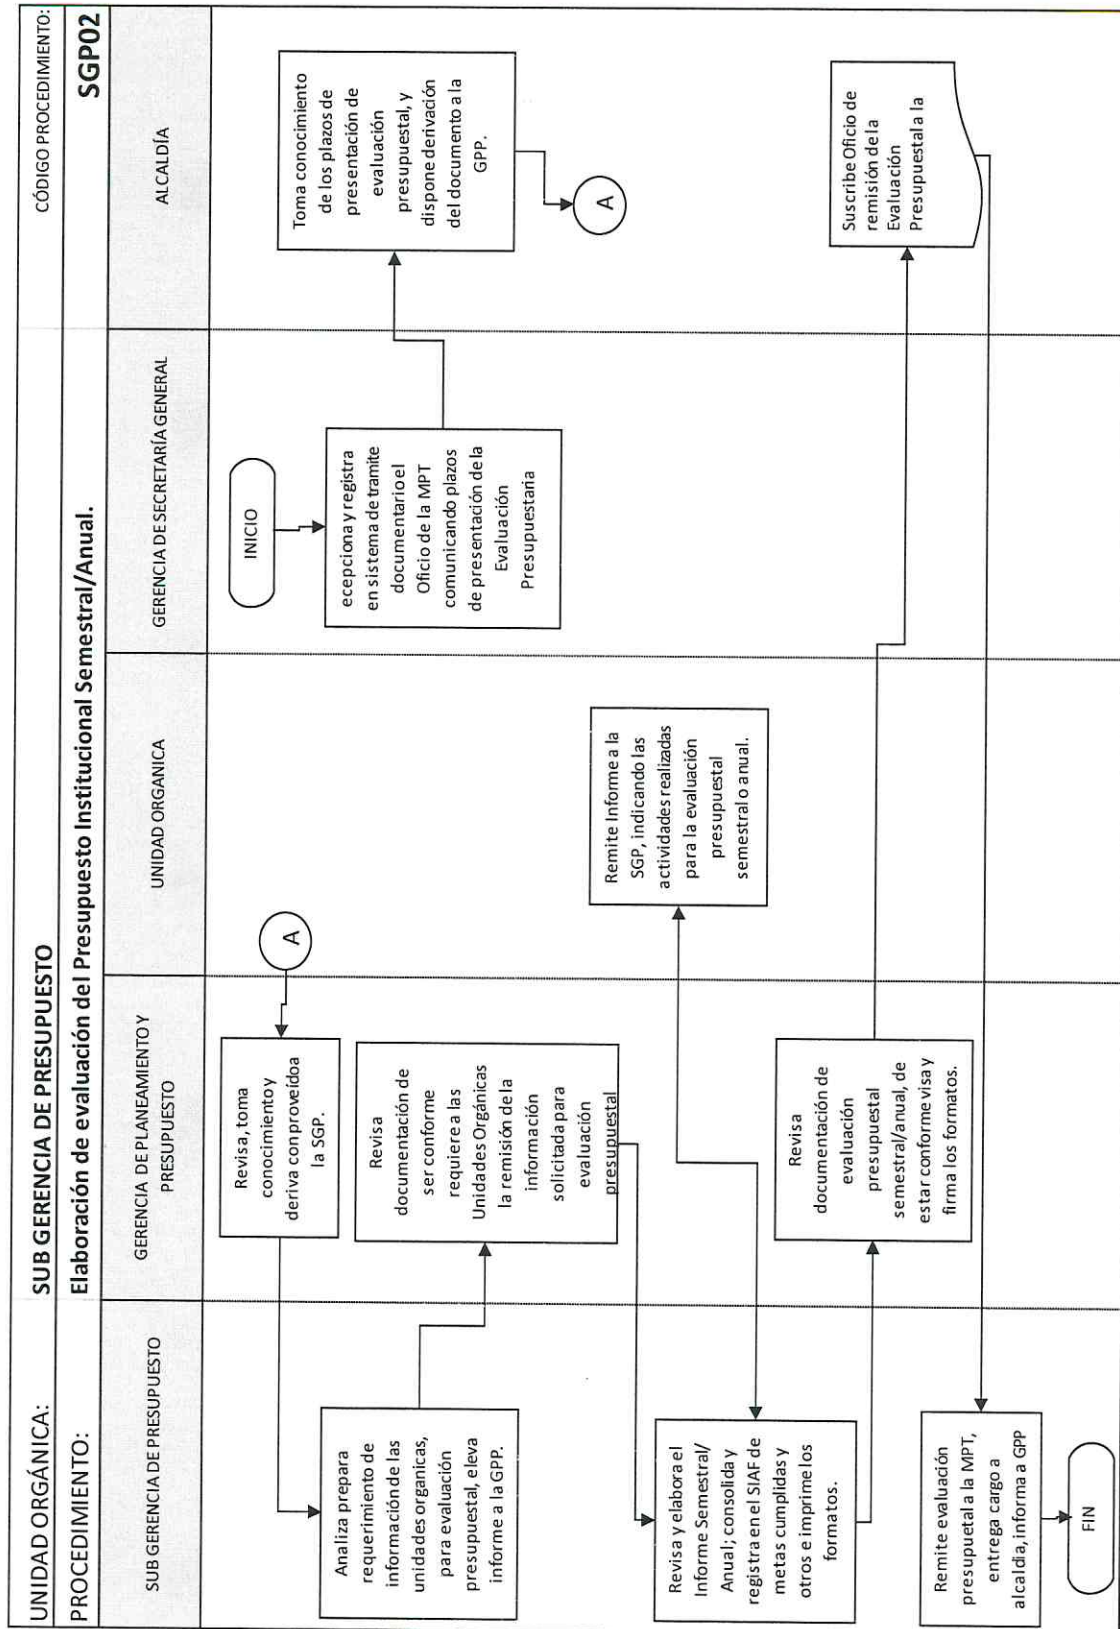 UNIDAD ORGÁNICA:
SUB GERENCIA DE PRESUPUESTO
CÓDIGO PROCEDIMIENTO:
PROCEDIMIENTO:
Elaboración de evaluación del Presupuesto Institucional Semestral/Anual.
SGP02
SUB GERENCIA DE PRESUPUESTO
GERENCIA DE PLANEAMIENTO Y
PRESUPUESTO
UNIDAD ORGANICA
GERENCIA DE SECRETARÍA GENERAL
ALCALDÍA
INICIO
ecepciona y registra
en sistema de tramite
documentario el
Oficio de la MPT
comunicando plazos
de presentación de la
Evaluación
Presupuestaria
Toma conocimiento
de los plazos de
presentación de
evaluación
presupuestal, y
dispone derivación
del documento a la
GPP.
A
A
Revisa, toma
conocimiento y
deriva con proveído a
la SGP.
Analiza prepara
requerimiento de
información de las
unidades organicas,
para evaluación
presupuestal, eleva
informe a la GPP.
Revisa
documentación de
ser conforme
requiere a las
Unidades Orgánicas
la remisión de la
información
solicitada para
evaluación
presupuestal
Remite Informe a la
SGP, indicando las
actividades realizadas
para la evaluación
presupuestal
semestral o anual.
Revisa y elabora el
Informe Semestral/
Anual; consolida y
registra en el SIAF de
metas cumplidas y
otros e imprime los
formatos.
Revisa
documentación de
evaluación
presupuestal
semestral/anual, de
estar conforme visa y
firma los formatos.
Suscribe Oficio de
remisión de la
Evaluación
Presupuestal a la
Remite evaluación
presupuetal a la MPT,
entrega cargo a
alcaldia, informa a GPP
FIN